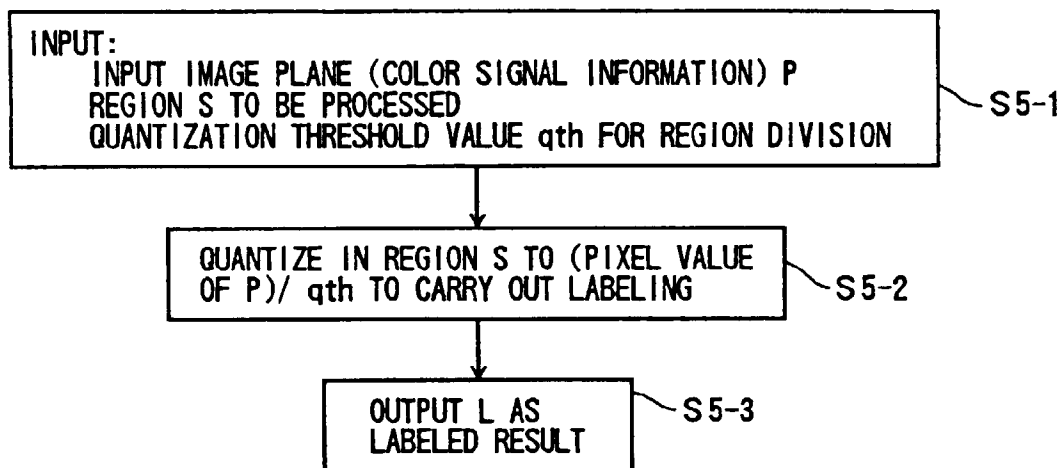 INPUT:
INPUT IMAGE PLANE (COLOR SIGNAL INFORMATION) P
REGION S TO BE PROCESSED
QUANTIZATION THRESHOLD VALUE qth FOR REGION DIVISION
S5-1
QUANTIZE IN REGION S TO (PIXEL VALUE
OF P)/ qth TO CARRY OUT LABELING
S5-2
OUTPUT L AS
LABELED RESULT
S5-3